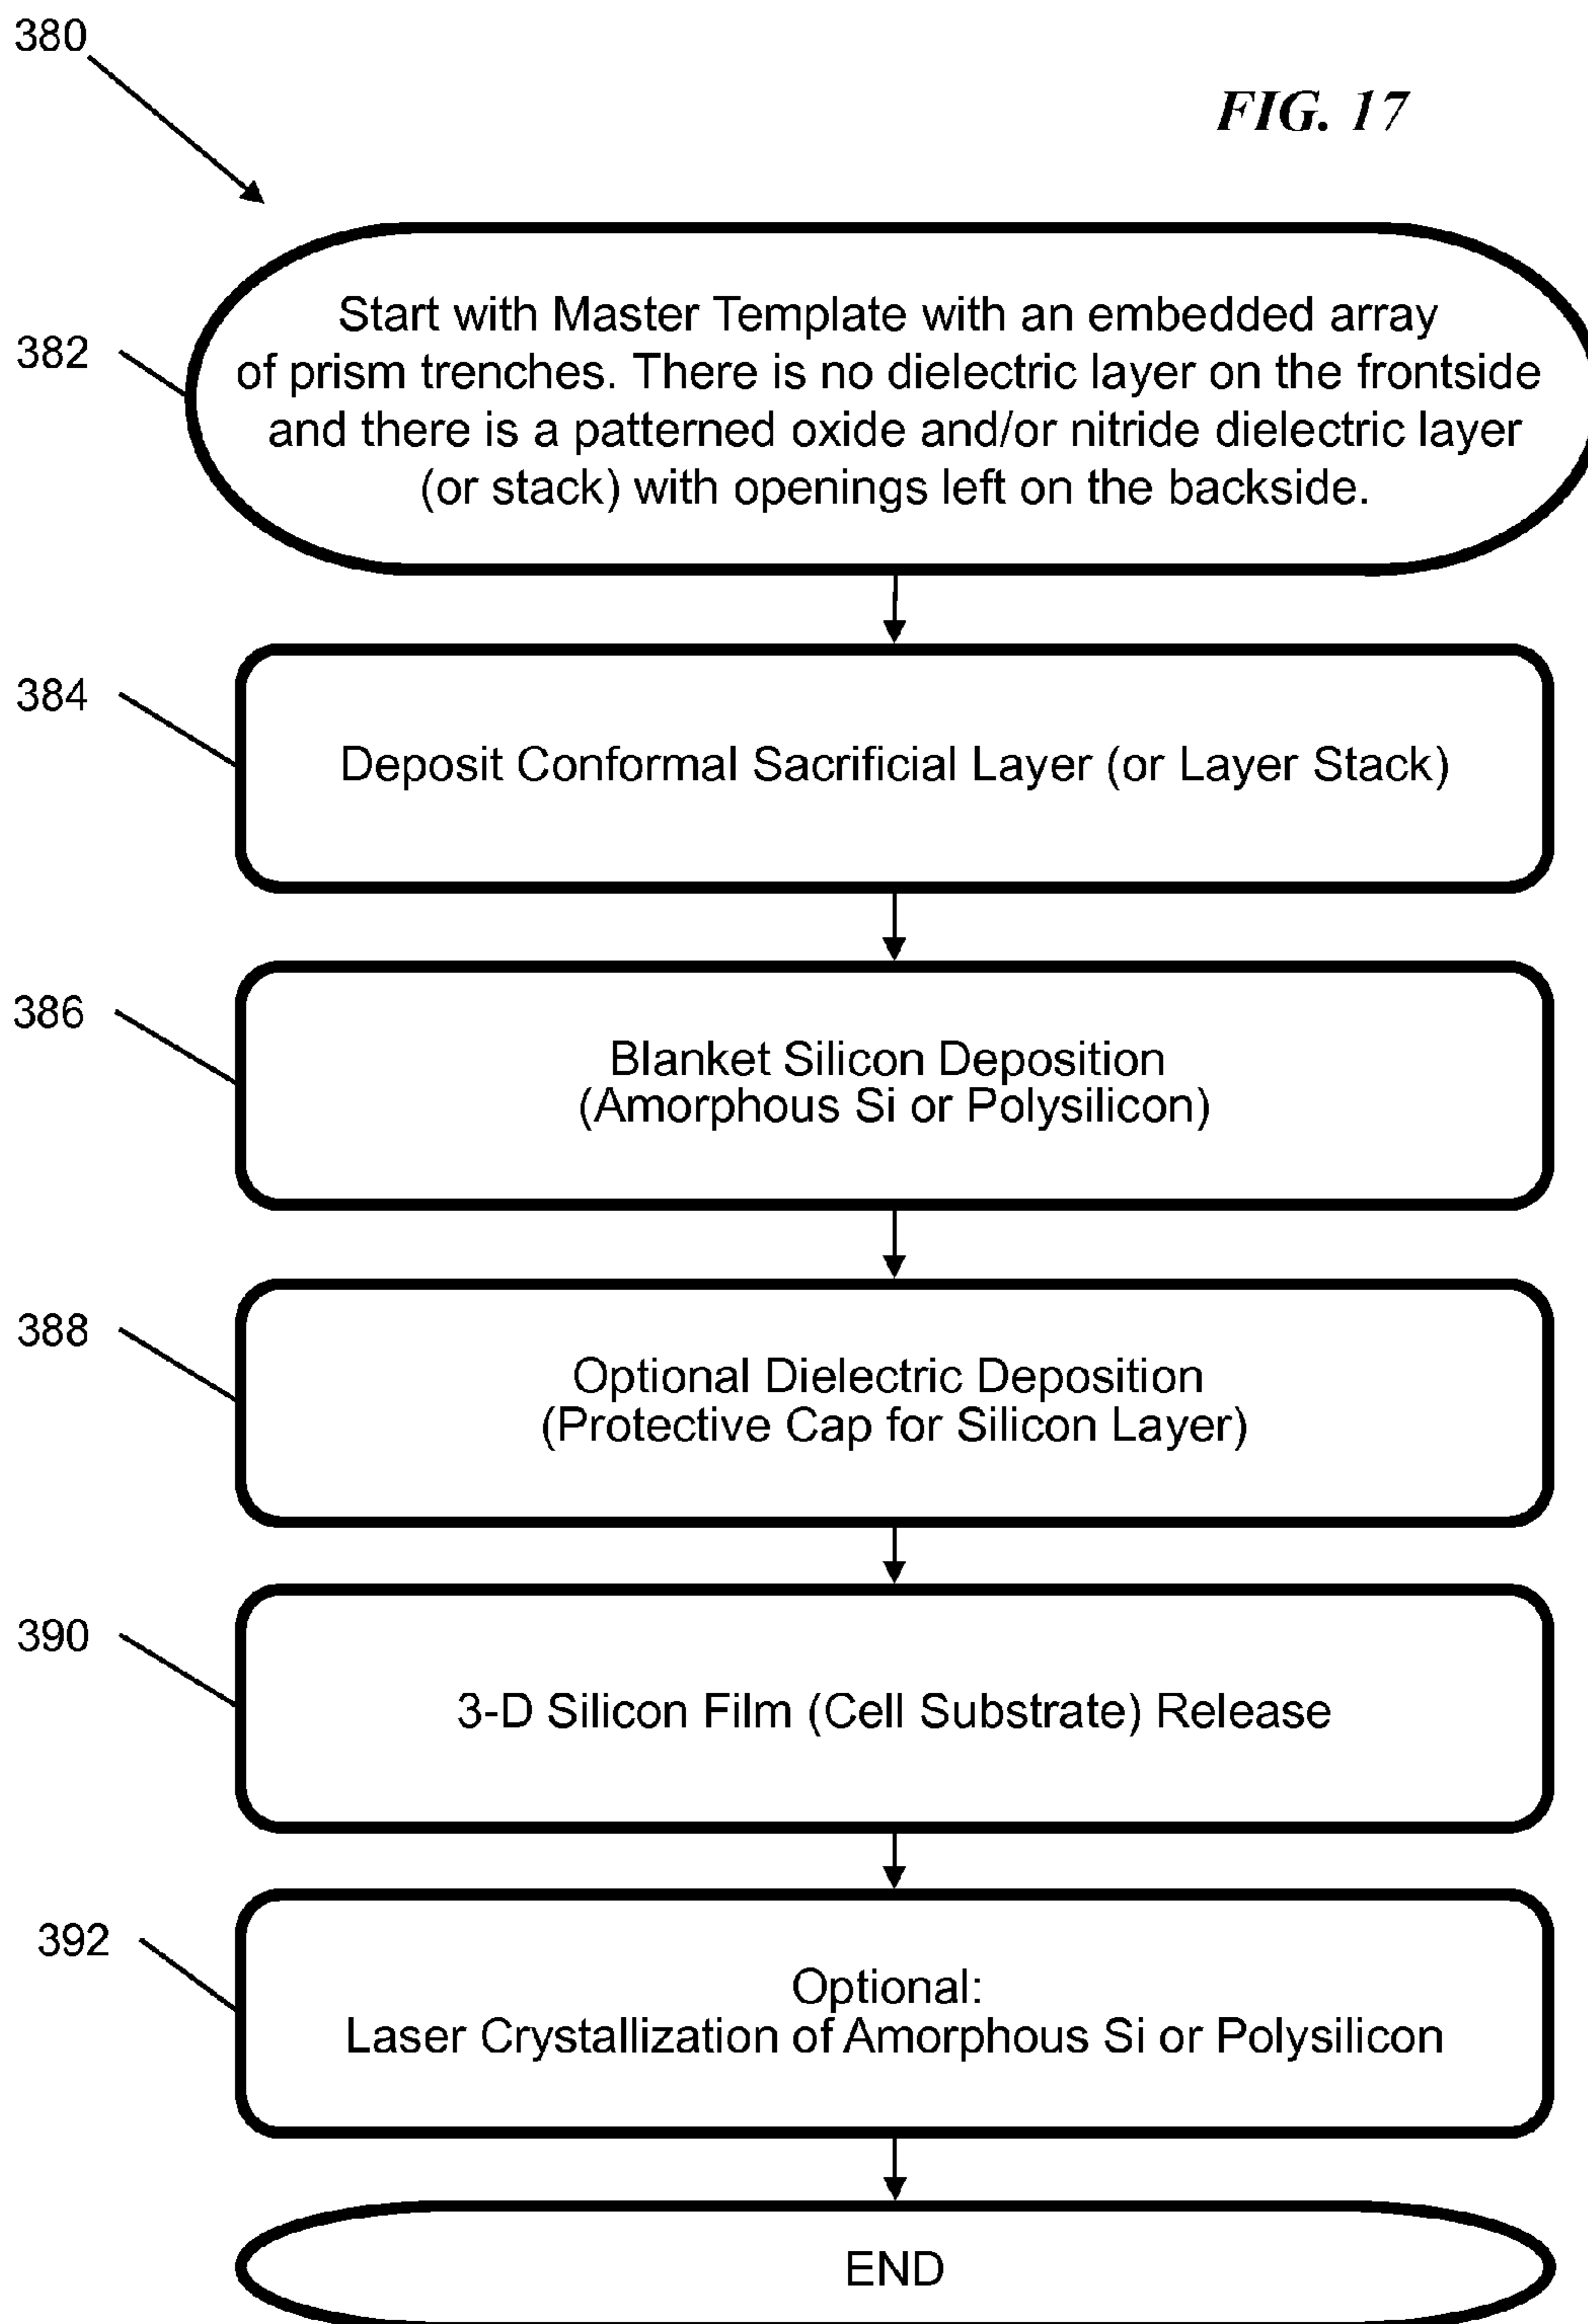 380
FIG. 17
382
Start with Master Template with an embedded array
of prism trenches. There is no dielectric layer on the frontside
and there is a patterned oxide and/or nitride dielectric layer
(or stack) with openings left on the backside.
384
Deposit Conformal Sacrificial Layer (or Layer Stack)
386
Blanket Silicon Deposition
(Amorphous Si or Polysilicon)
388
Optional Dielectric Deposition
(Protective Cap for Silicon Layer)
390
3-D Silicon Film (Cell Substrate) Release
392
Optional:
Laser Crystallization of Amorphous Si or Polysilicon
END